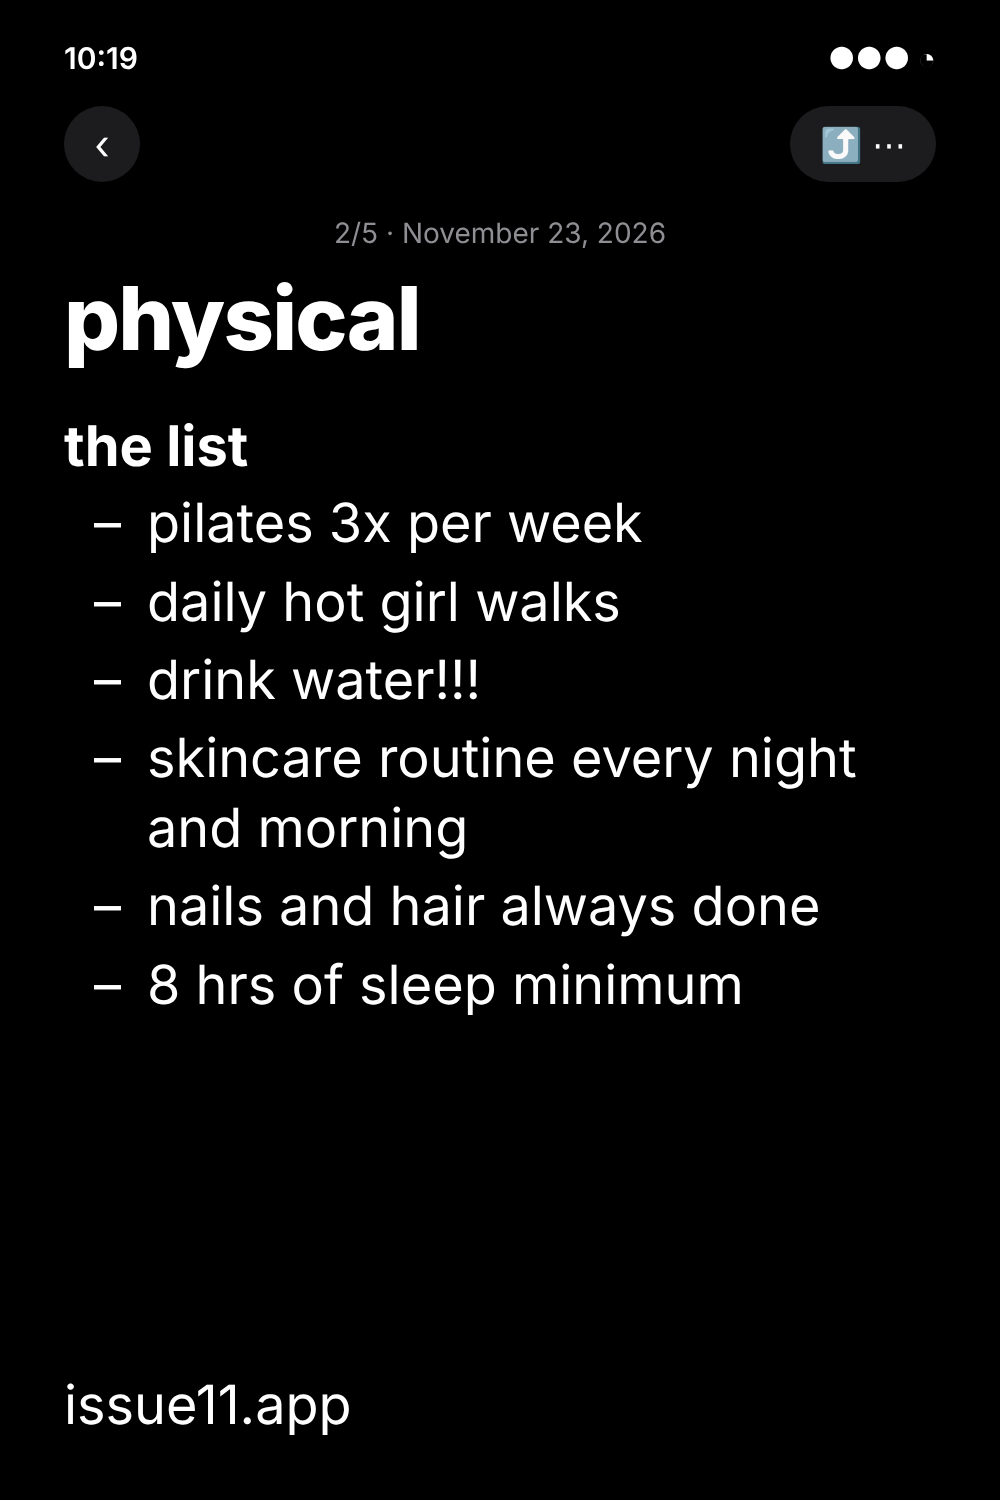 10:19
2/5 · November 23, 2026
physical
the list
– pilates 3x per week
– daily hot girl walks
– drink water!!!
– skincare routine every night
and morning
– nails and hair always done
– 8 hrs of sleep minimum
issue11.app